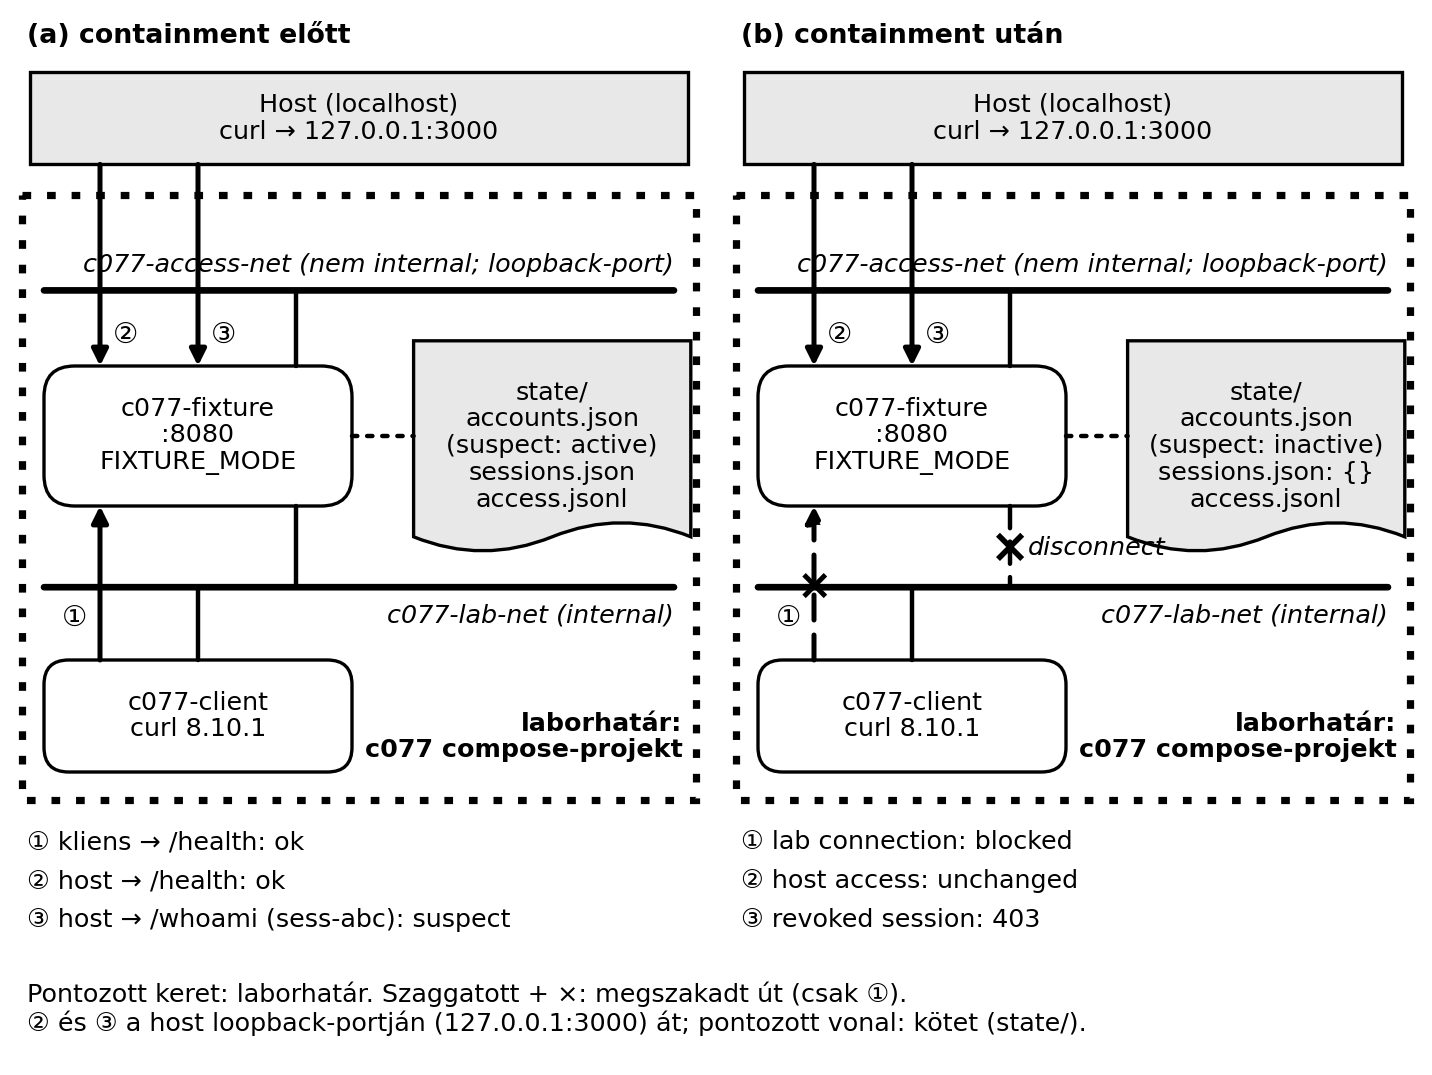 (a) containment előtt
Host (localhost)
curl → 127.0.0.1:3000
c077-access-net (nem internal; loopback-port)
②
③
c077-fixture
:8080
FIXTURE_MODE
state/
accounts.json
(suspect: active)
sessions.json
access.jsonl
①
c077-lab-net (internal)
c077-client
curl 8.10.1
laborhatár:
c077 compose-projekt
① kliens → /health: ok
② host → /health: ok
③ host → /whoami (sess-abc): suspect
(b) containment után
Host (localhost)
curl → 127.0.0.1:3000
c077-access-net (nem internal; loopback-port)
②
③
c077-fixture
:8080
FIXTURE_MODE
state/
accounts.json
(suspect: inactive)
sessions.json: {}
access.jsonl
disconnect
①
c077-lab-net (internal)
c077-client
curl 8.10.1
laborhatár:
c077 compose-projekt
① lab connection: blocked
② host access: unchanged
③ revoked session: 403
Pontozott keret: laborhatár. Szaggatott + ×: megszakadt út (csak ①).
② és ③ a host loopback-portján (127.0.0.1:3000) át; pontozott vonal: kötet (state/).